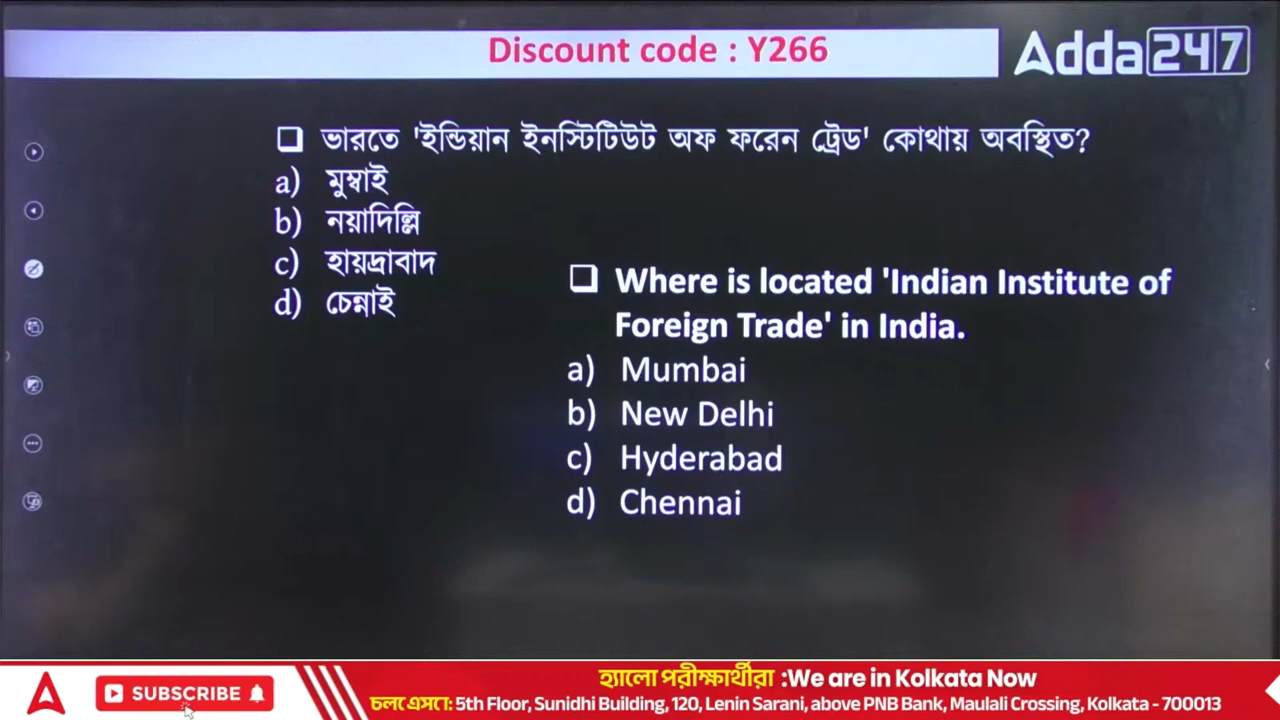 Discount code : Y266
Adda247
ভারতে 'ইন্ডিয়ান ইনস্টিটিউট অফ ফরেন ট্রেড' কোথায় অবস্থিত?
a) মুম্বাই
b) নয়াদিল্লি
c) হায়দ্রাবাদ
d) চেন্নাই
Where is located 'Indian Institute of
Foreign Trade' in India.
a) Mumbai
b) New Delhi
c) Hyderabad
d) Chennai
SUBSCRIBE
হ্যালো পরীক্ষার্থীরা :We are in Kolkata Now
চলে এসো: 5th Floor, Sunidhi Building, 120, Lenin Sarani, above PNB Bank, Maulali Crossing, Kolkata - 700013